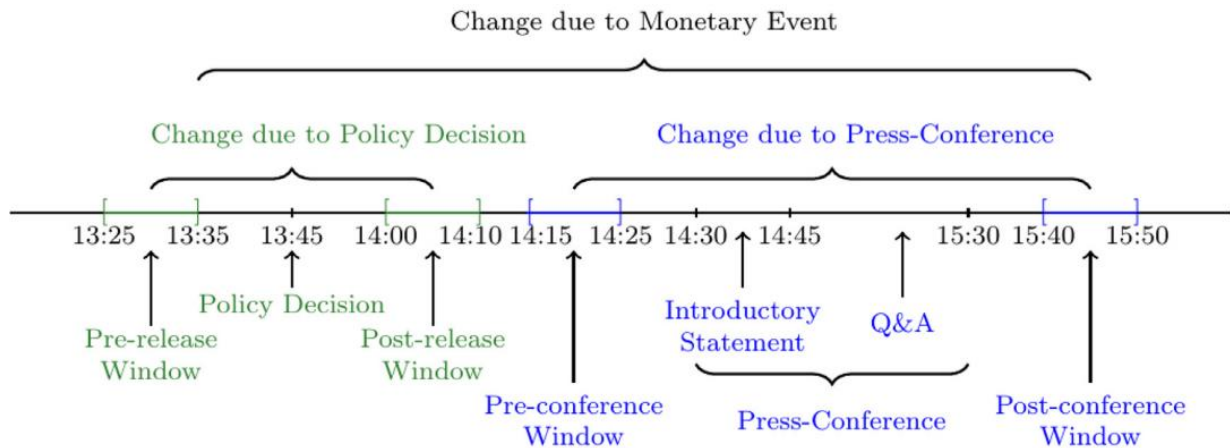 Change due to Monetary Event
Change due to Policy Decision
Change due to Press-Conference
13:25 13:35 13:45 14:00 14:10 14:15 14:25 14:30 14:45 15:30 15:40 15:50
Policy Decision
Pre-release
Window
Post-release
Window
Introductory
Statement
Q&A
Pre-conference
Window
Press-Conference
Post-conference
Window